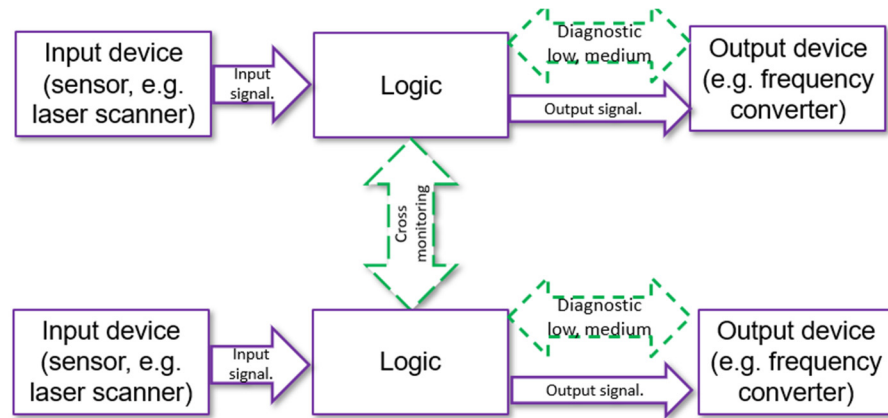 Input device
(sensor, e.g.
laser scanner)
Input
signal.
Logic
Diagnostic
low, medium
Output signal.
Output device
(e.g. frequency
converter)
Cross
monitoring
Input device
(sensor, e.g.
laser scanner)
Input
signal.
Logic
Diagnostic
low, medium
Output signal.
Output device
(e.g. frequency
converter)